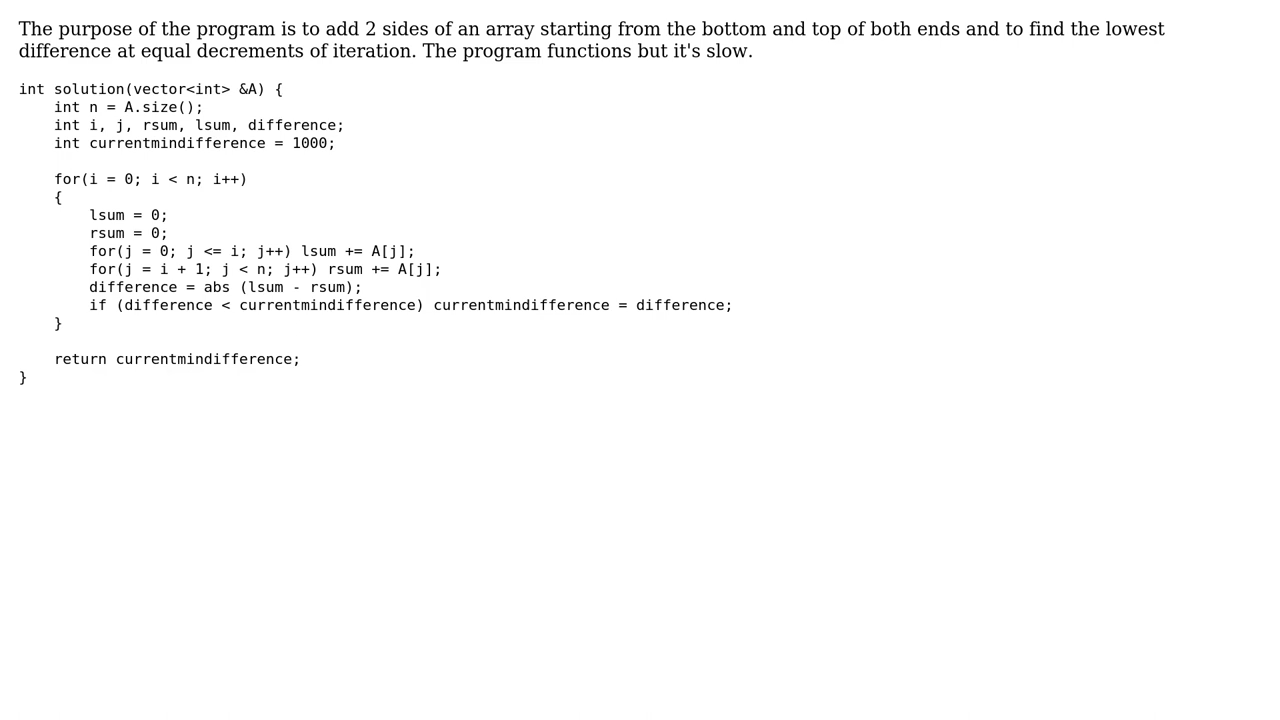 The purpose of the program is to add 2 sides of an array starting from the bottom and top of both ends and to find the lowest
difference at equal decrements of iteration. The program functions but it's slow.
int solution(vector<int> &A) {
    int n = A.size();
    int i, j, rsum, lsum, difference;
    int currentmindifference = 1000;

    for(i = 0; i < n; i++)
    {
        lsum = 0;
        rsum = 0;
        for(j = 0; j <= i; j++) lsum += A[j];
        for(j = i + 1; j < n; j++) rsum += A[j];
        difference = abs (lsum - rsum);
        if (difference < currentmindifference) currentmindifference = difference;
    }

    return currentmindifference;
}